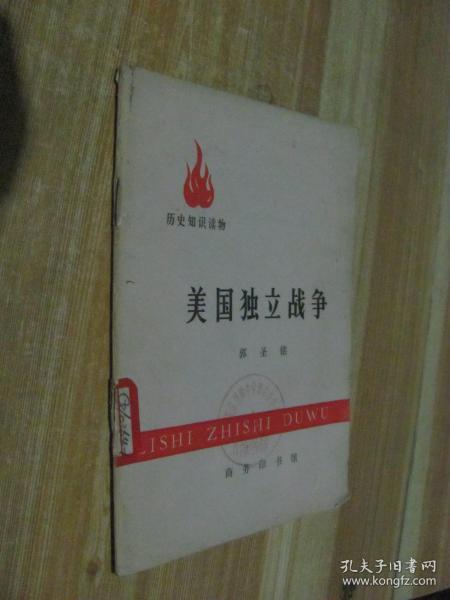 历史知识读物
美国独立战争
郭圣铭
LISHI ZHISHI DUWU
商务印书馆
孔夫子旧书网
www.kongfz.com